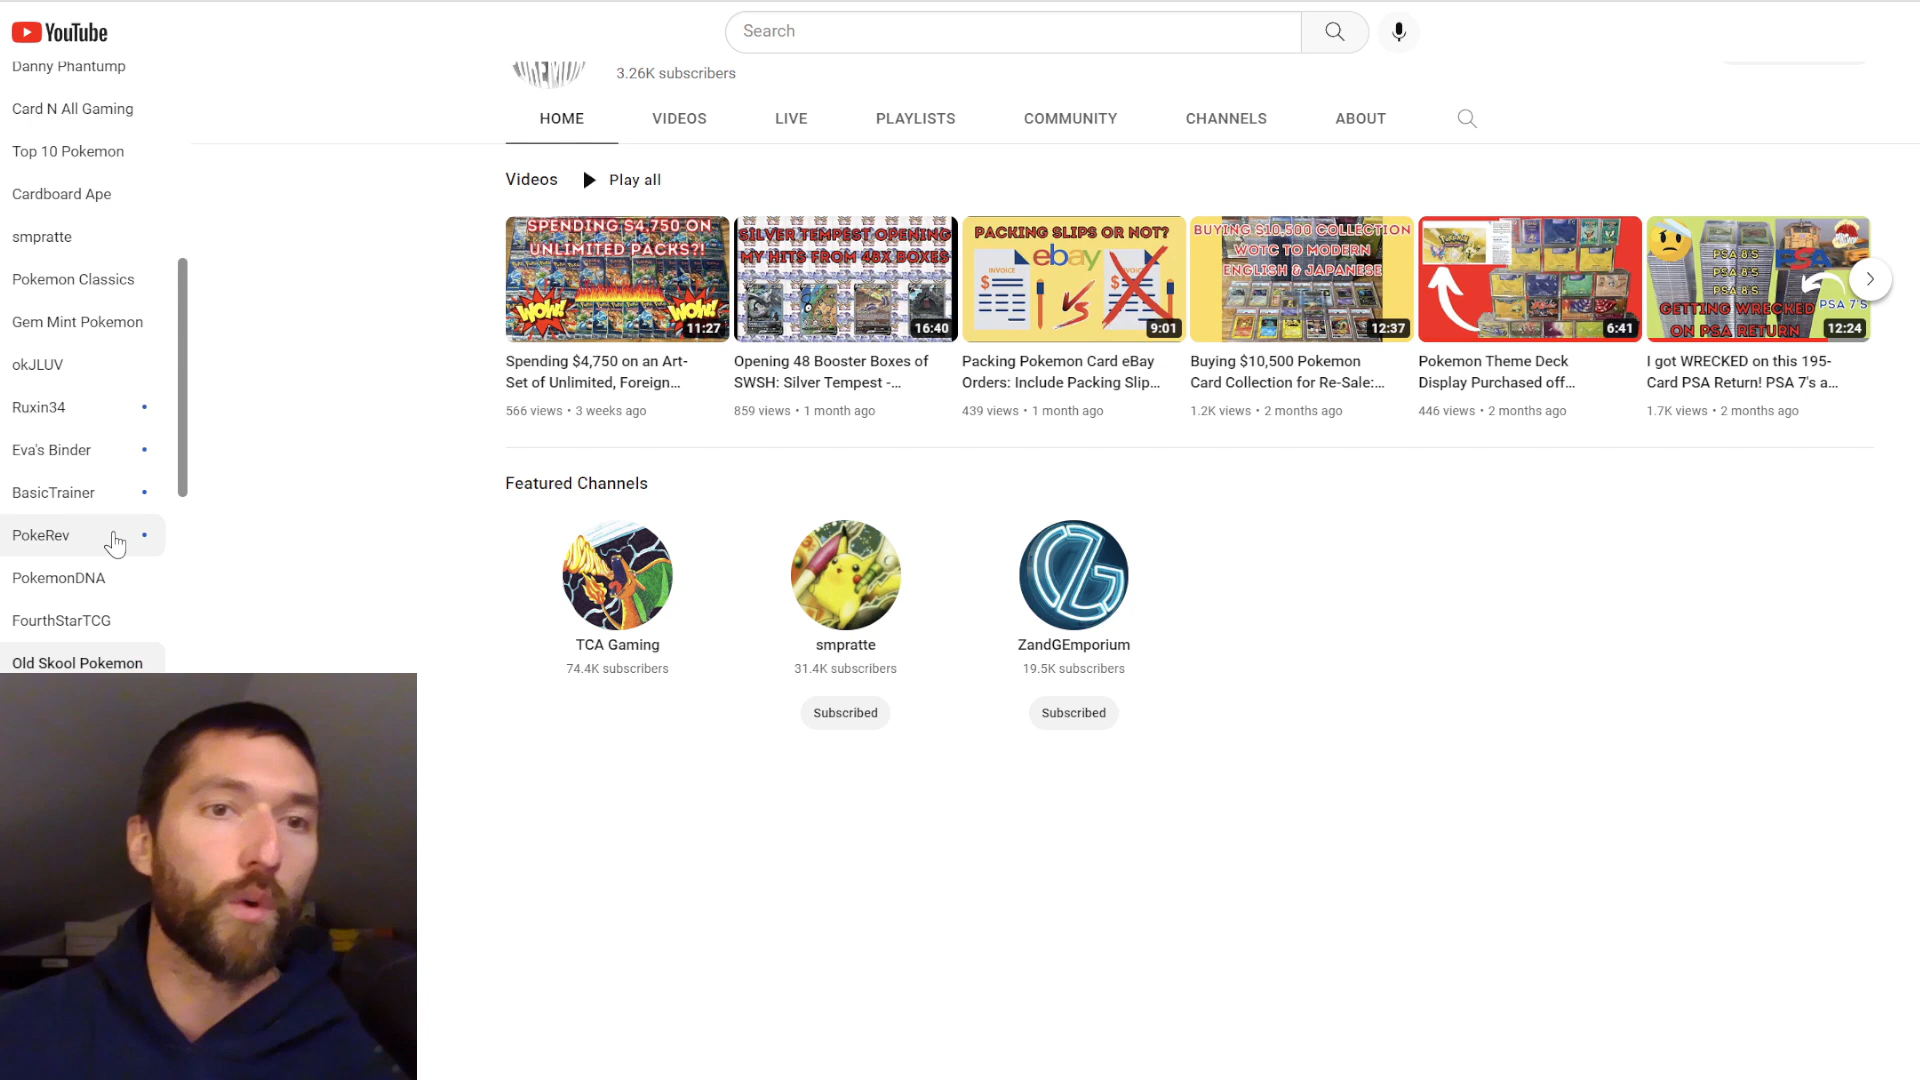 YouTube
Search
Danny Phantump
Card N All Gaming
Top 10 Pokemon
Cardboard Ape
smpratte
Pokemon Classics
Gem Mint Pokemon
okJLUV
Ruxin34
Eva's Binder
BasicTrainer
PokeRev
PokemonDNA
FourthStarTCG
Old Skool Pokemon
3.26K subscribers
HOME VIDEOS LIVE PLAYLISTS COMMUNITY CHANNELS ABOUT
Videos Play all
SPENDING $4,750 ON
UNLIMITED PACKS?!
WOW! WOW!
11:27
Spending $4,750 on an Art-
Set of Unlimited, Foreign...
566 views • 3 weeks ago
SILVER TEMPEST OPENING
MY HITS FROM 48X BOXES
16:40
Opening 48 Booster Boxes of
SWSH: Silver Tempest -...
859 views • 1 month ago
PACKING SLIPS OR NOT?
ebay
INVOICE INVOICE
$ VS $
9:01
Packing Pokemon Card eBay
Orders: Include Packing Slip...
439 views • 1 month ago
BUYING $10,500 COLLECTION
WOTC TO MODERN
ENGLISH & JAPANESE
12:37
Buying $10,500 Pokemon
Card Collection for Re-Sale:...
1.2K views • 2 months ago
6:41
Pokemon Theme Deck
Display Purchased off...
446 views • 2 months ago
PSA 8'S
PSA 8'S
PSA 8'S
PSA
PSA 7'S
GETTING WRECKED
ON PSA RETURN
12:24
I got WRECKED on this 195-
Card PSA Return! PSA 7's a...
1.7K views • 2 months ago
Featured Channels
TCA Gaming
74.4K subscribers
smpratte
31.4K subscribers
Subscribed
ZandGEmporium
19.5K subscribers
Subscribed